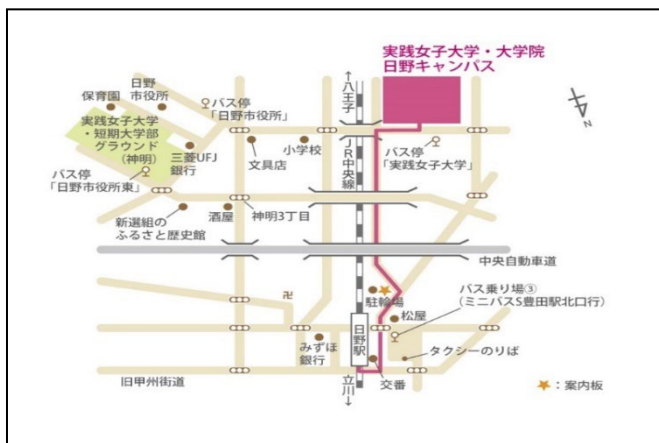 実践女子大学・大学院
日野キャンパス
↑八王子
JR中央線
日野
市役所
保育園
バス停
「日野市役所」
実践女子大学
・短期大学部
グラウンド
(神明)
三菱UFJ
銀行
文具店
小学校
バス停
「実践女子大学」
バス停
「日野市役所東」
新選組の
ふるさと歴史館
酒屋
神明3丁目
中央自動車道
卍
駐輪場
バス乗り場③
(ミニバスS豊田駅北口行)
松屋
みずほ
銀行
日野駅
タクシーのりば
旧甲州街道
立川↓
交番
★:案内板
N